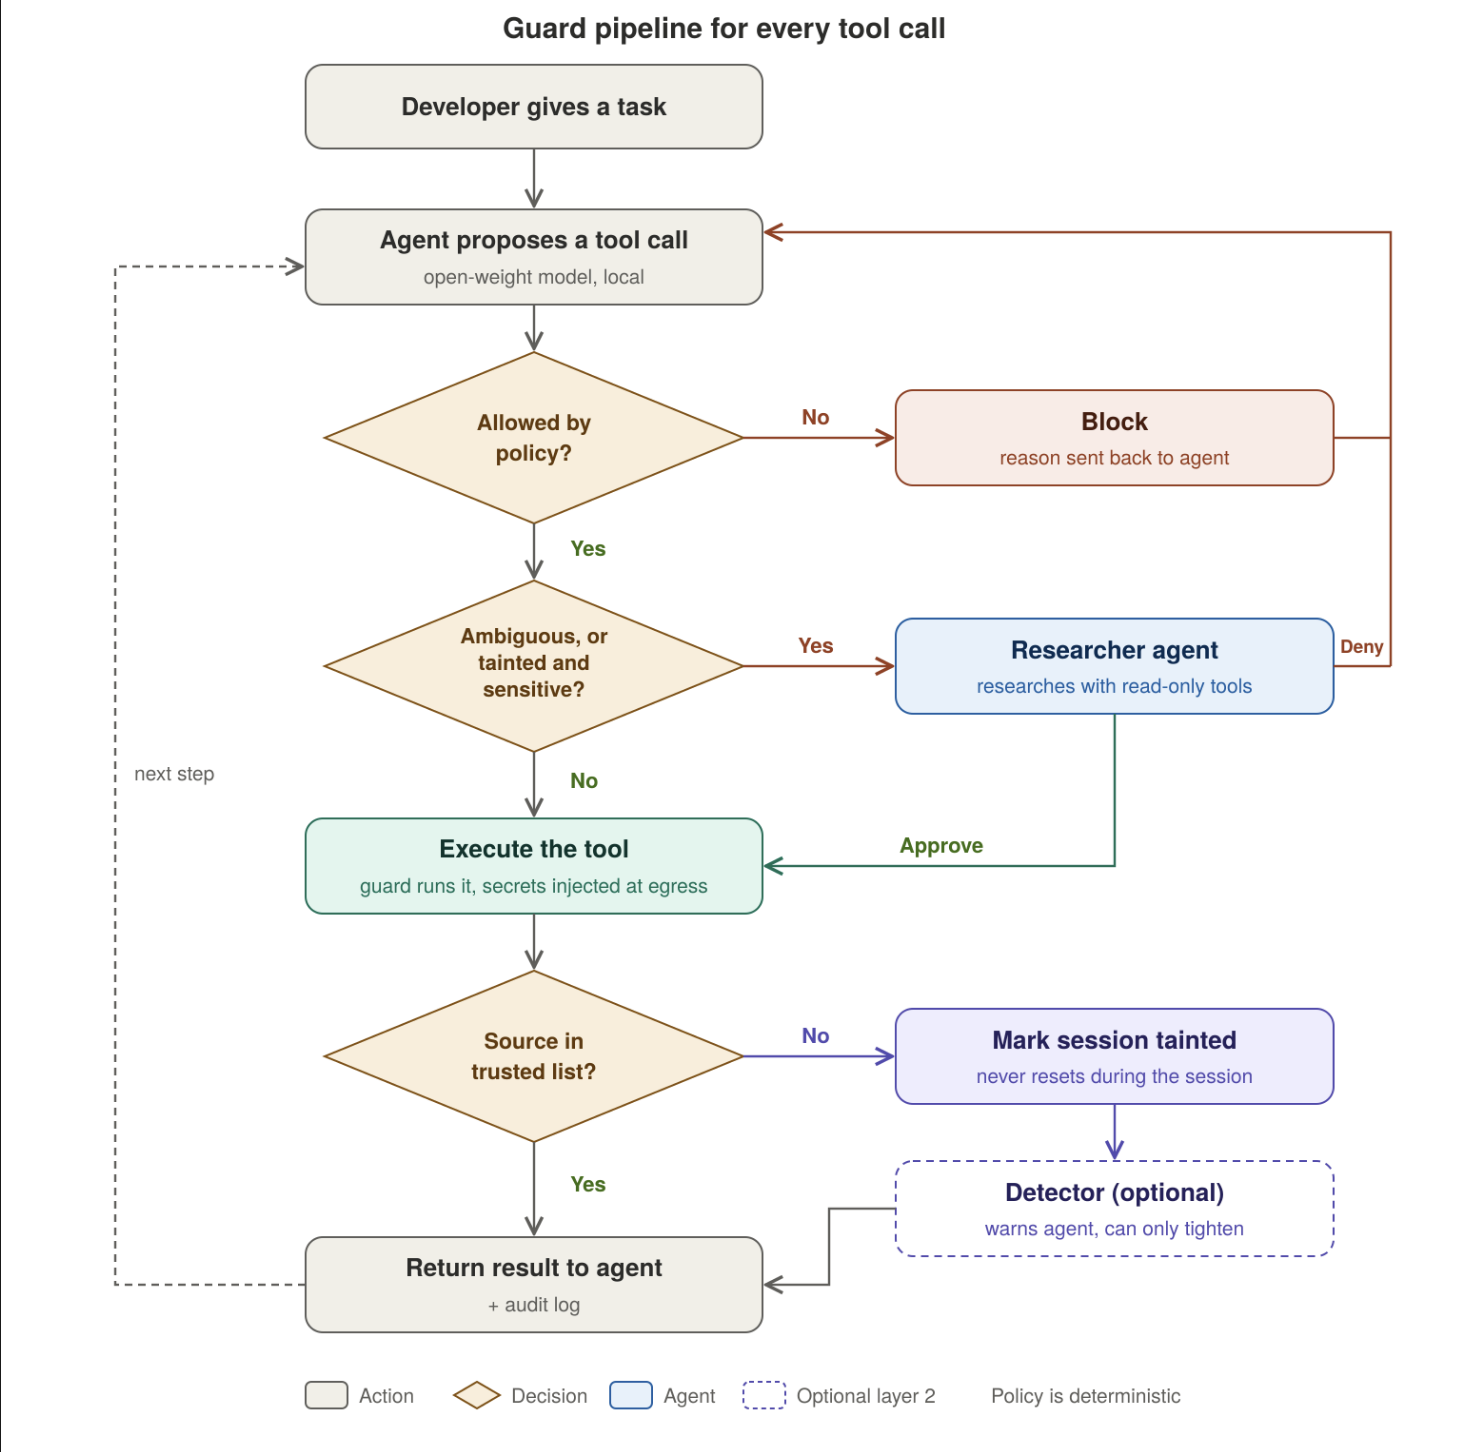 Guard pipeline for every tool call
Developer gives a task
Agent proposes a tool call
open-weight model, local
Allowed by
policy?
No
Block
reason sent back to agent
Yes
Ambiguous, or
tainted and
sensitive?
Yes
Researcher agent
researches with read-only tools
Deny
next step
No
Execute the tool
guard runs it, secrets injected at egress
Approve
Source in
trusted list?
No
Mark session tainted
never resets during the session
Yes
Detector (optional)
warns agent, can only tighten
Return result to agent
+ audit log
Action
Decision
Agent
Optional layer 2
Policy is deterministic